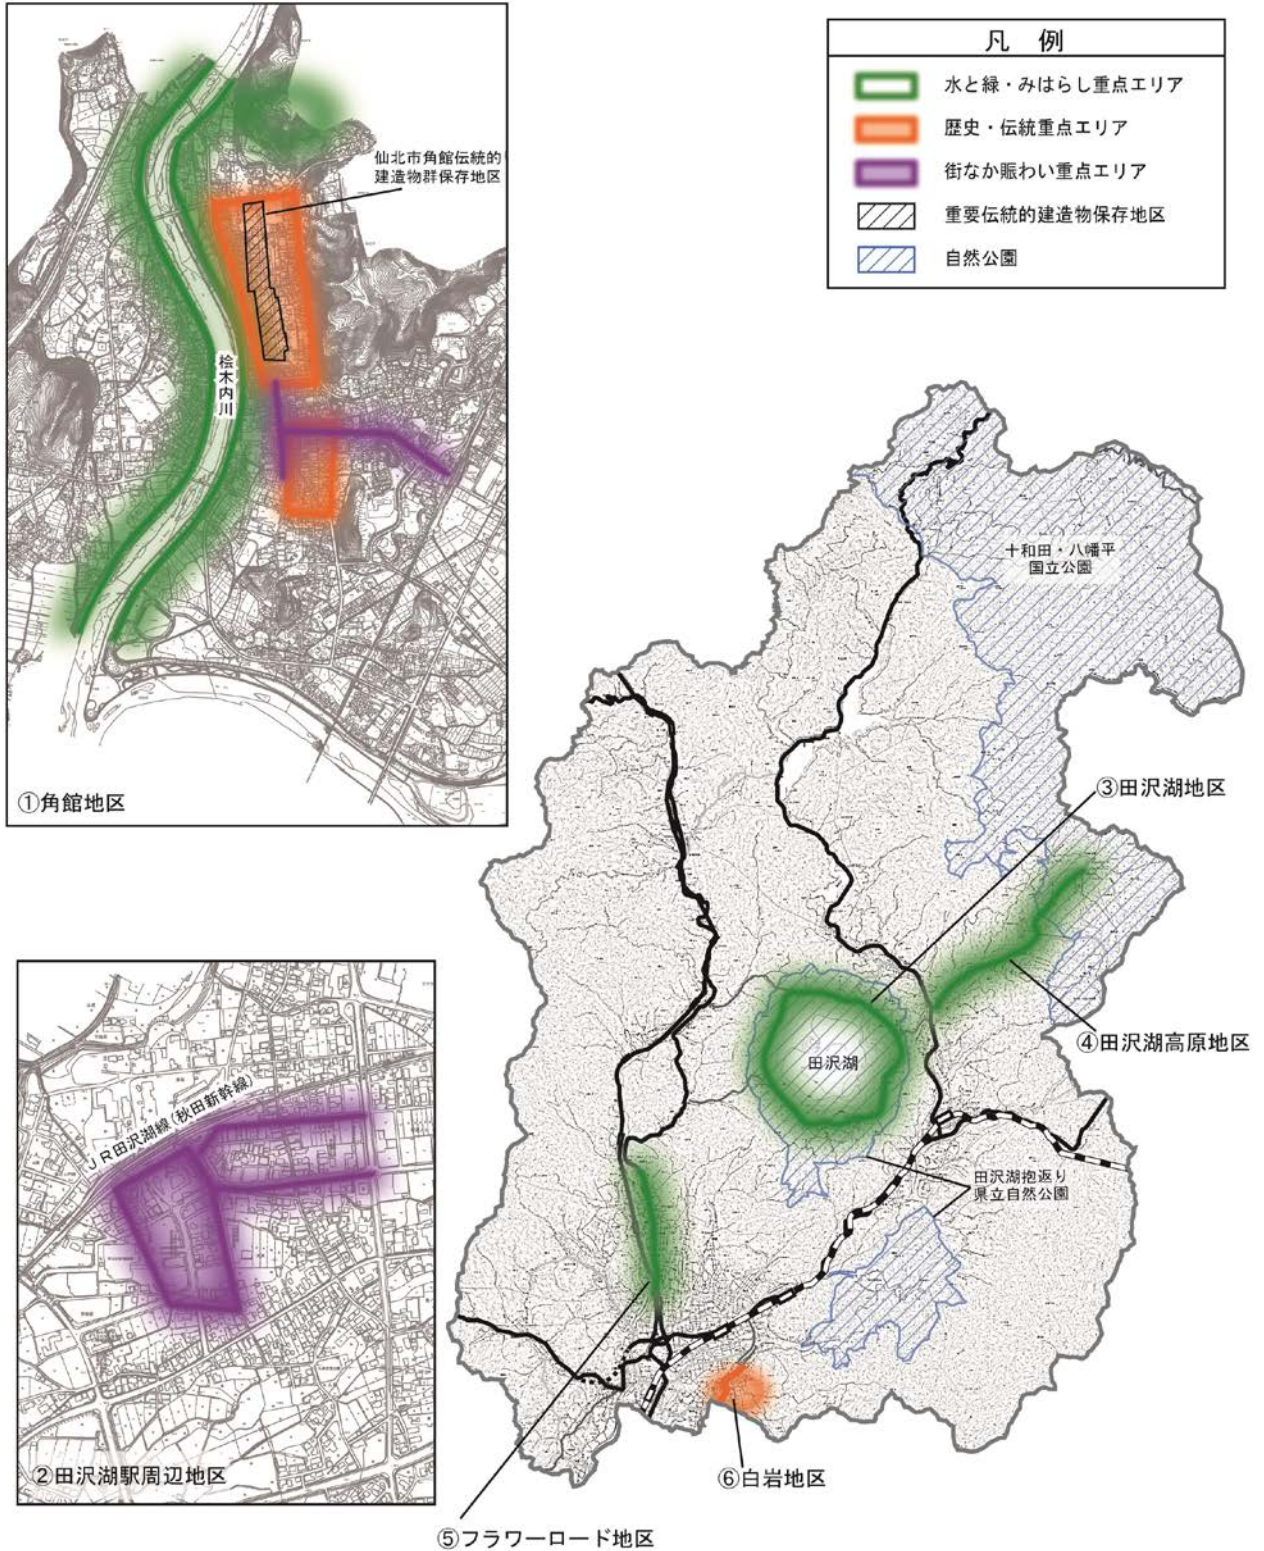 凡 例
水と緑・みはらし重点エリア
歴史・伝統重点エリア
街なか賑わい重点エリア
重要伝統的建造物保存地区
自然公園
仙北市角館伝統的
建造物群保存地区
桧木内川
①角館地区
十和田・八幡平
国立公園
③田沢湖地区
④田沢湖高原地区
田沢湖
田沢湖抱返り
県立自然公園
JR田沢湖線(秋田新幹線)
②田沢湖駅周辺地区
⑥白岩地区
⑤フラワーロード地区